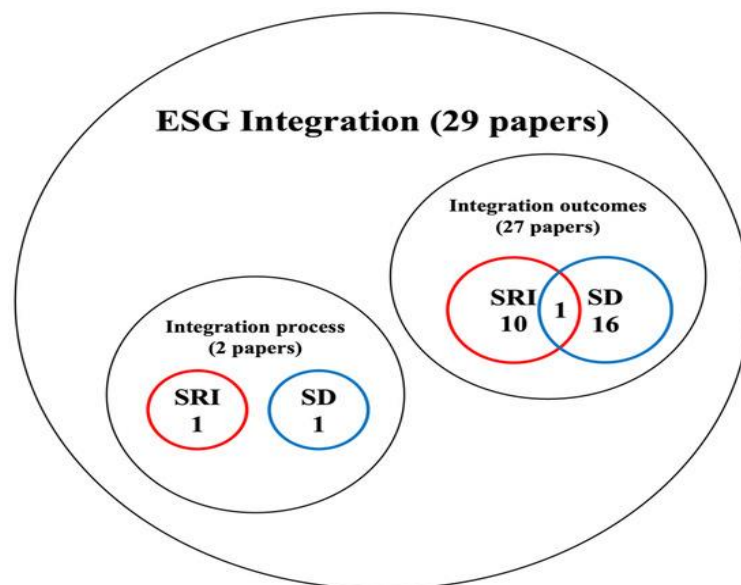 ESG Integration (29 papers)
Integration outcomes
(27 papers)
SRI
10
1
SD
16
Integration process
(2 papers)
SRI
1
SD
1